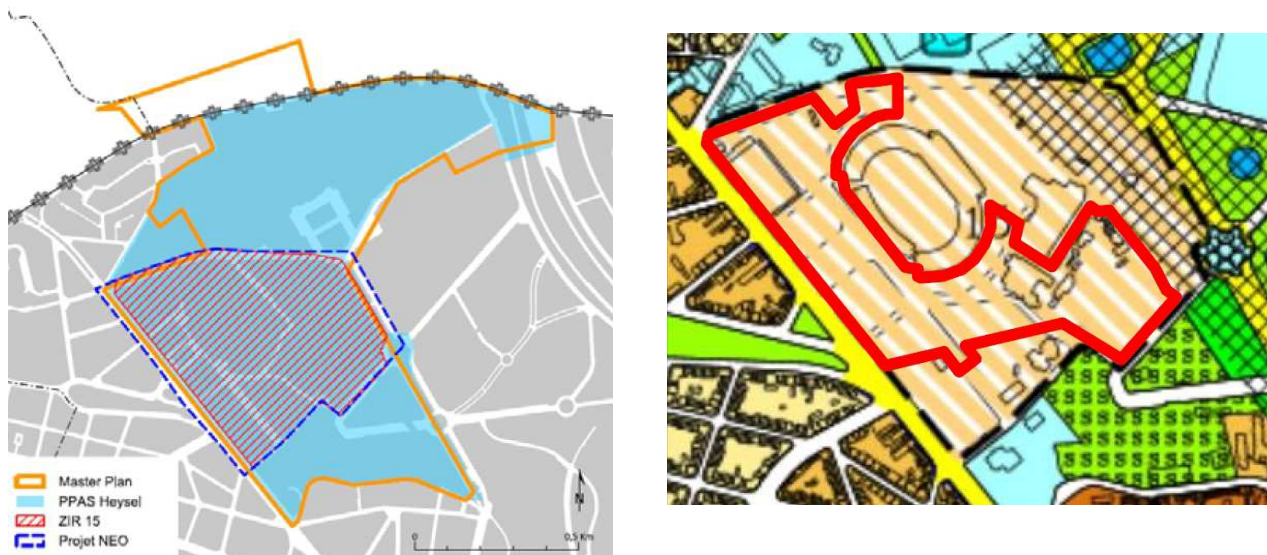 Master Plan
PPAS Heysel
ZIR 15
Projet NEO
N
0
0,5 Km